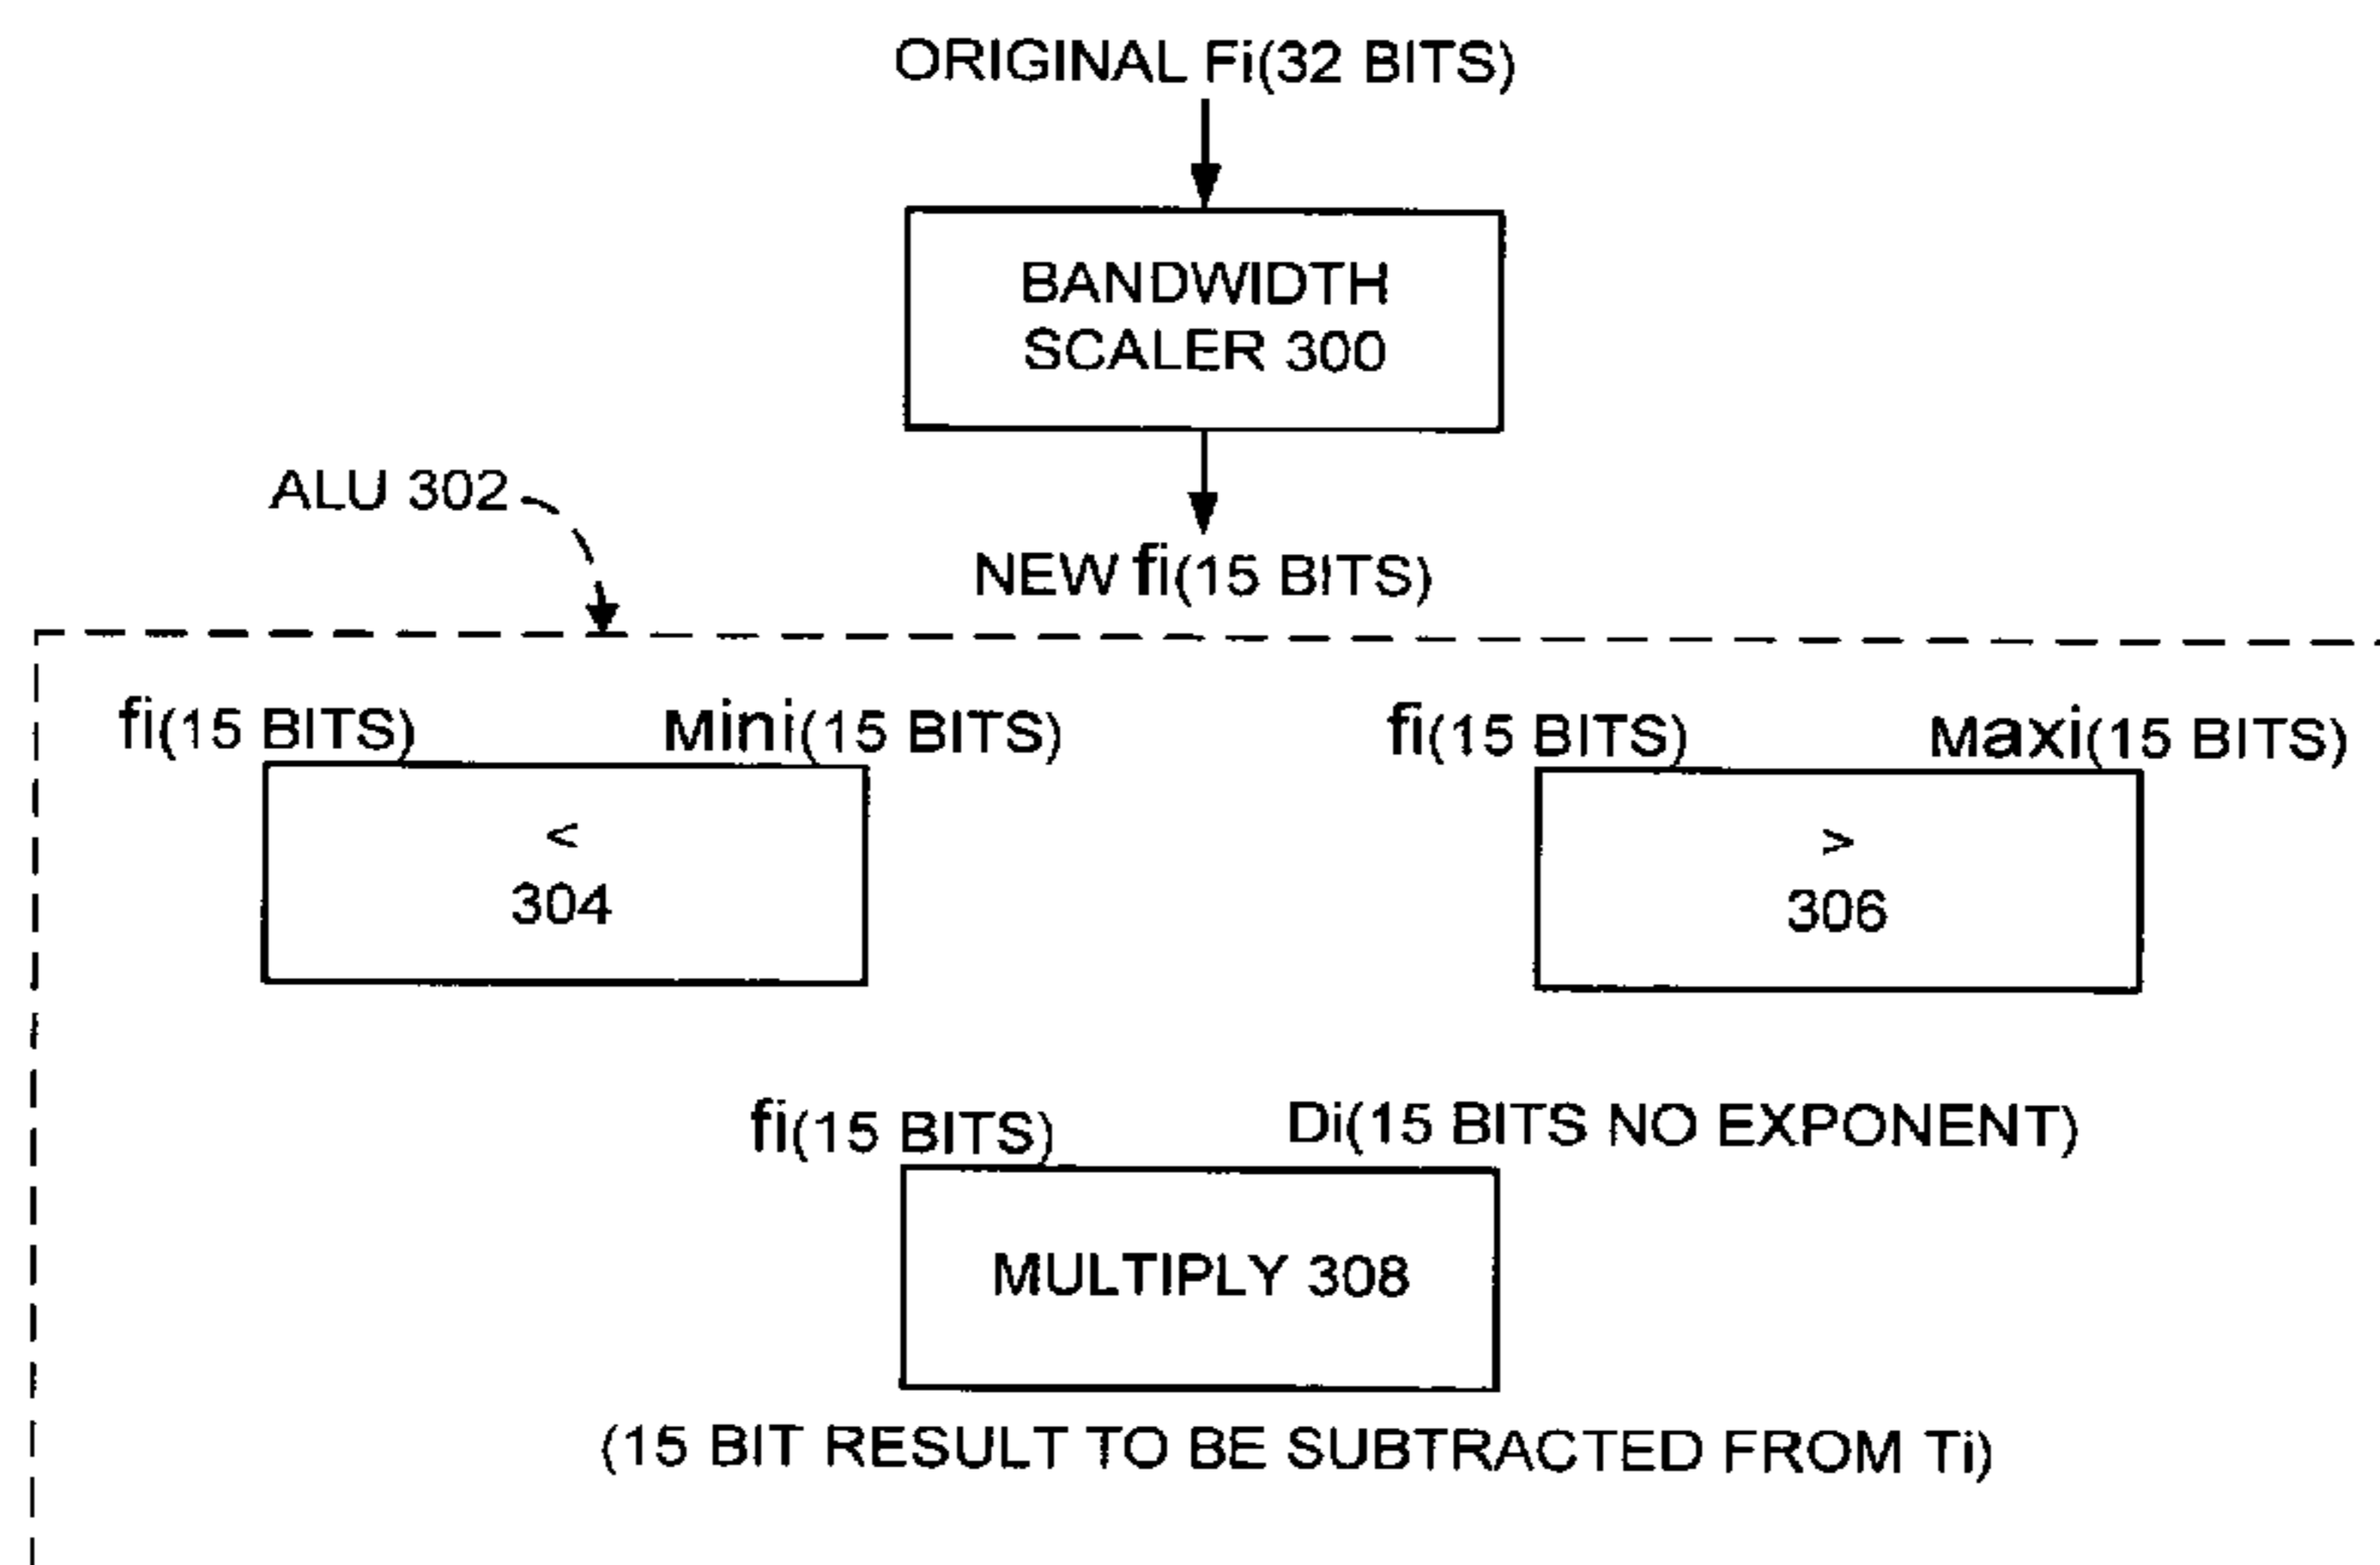 ORIGINAL Fi(32 BITS)
BANDWIDTH
SCALER 300
ALU 302
NEW fi(15 BITS)
fi(15 BITS)
Mini(15 BITS)
fi(15 BITS)
Maxi(15 BITS)
<
304
>
306
fi(15 BITS)
Di(15 BITS NO EXPONENT)
MULTIPLY 308
(15 BIT RESULT TO BE SUBTRACTED FROM Ti)